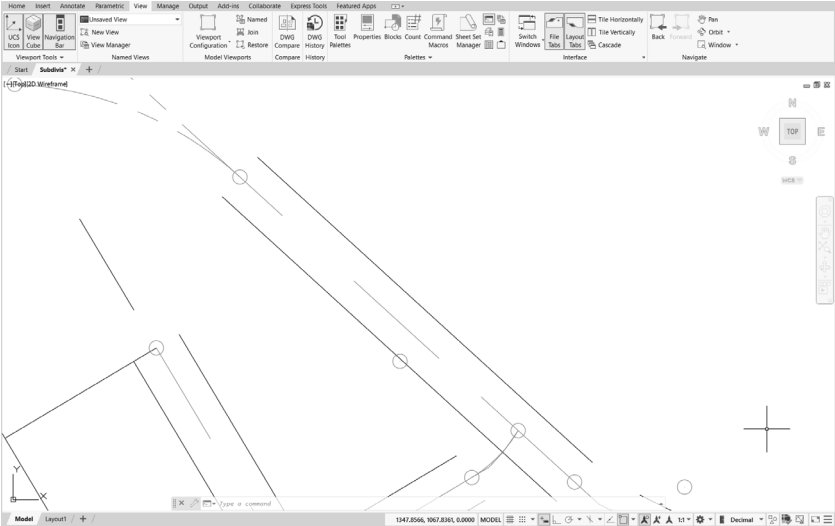 Home Insert Annotate Parametric View Manage Output Add-ins Collaborate Express Tools Featured Apps
UCS Icon
View Cube
Navigation Bar
Unsaved View
New View
View Manager
Viewport Configuration
Named
Join
Restore
DWG Compare
DWG History
Tool Palettes
Properties
Blocks
Count
Command Macros
Sheet Set Manager
Switch Windows
File Tabs
Layout Tabs
Tile Horizontally
Tile Vertically
Cascade
Back
Forward
Pan
Orbit
Window
Viewport Tools Named Views Model Viewports Compare History Palettes Interface Navigate
Start Subdivis*
[−][Top][2D Wireframe]
N
W TOP E
S
WCS
Y
X
Type a command
Model Layout1 1347.8566, 1067.8361, 0.0000 MODEL 1:1 Decimal